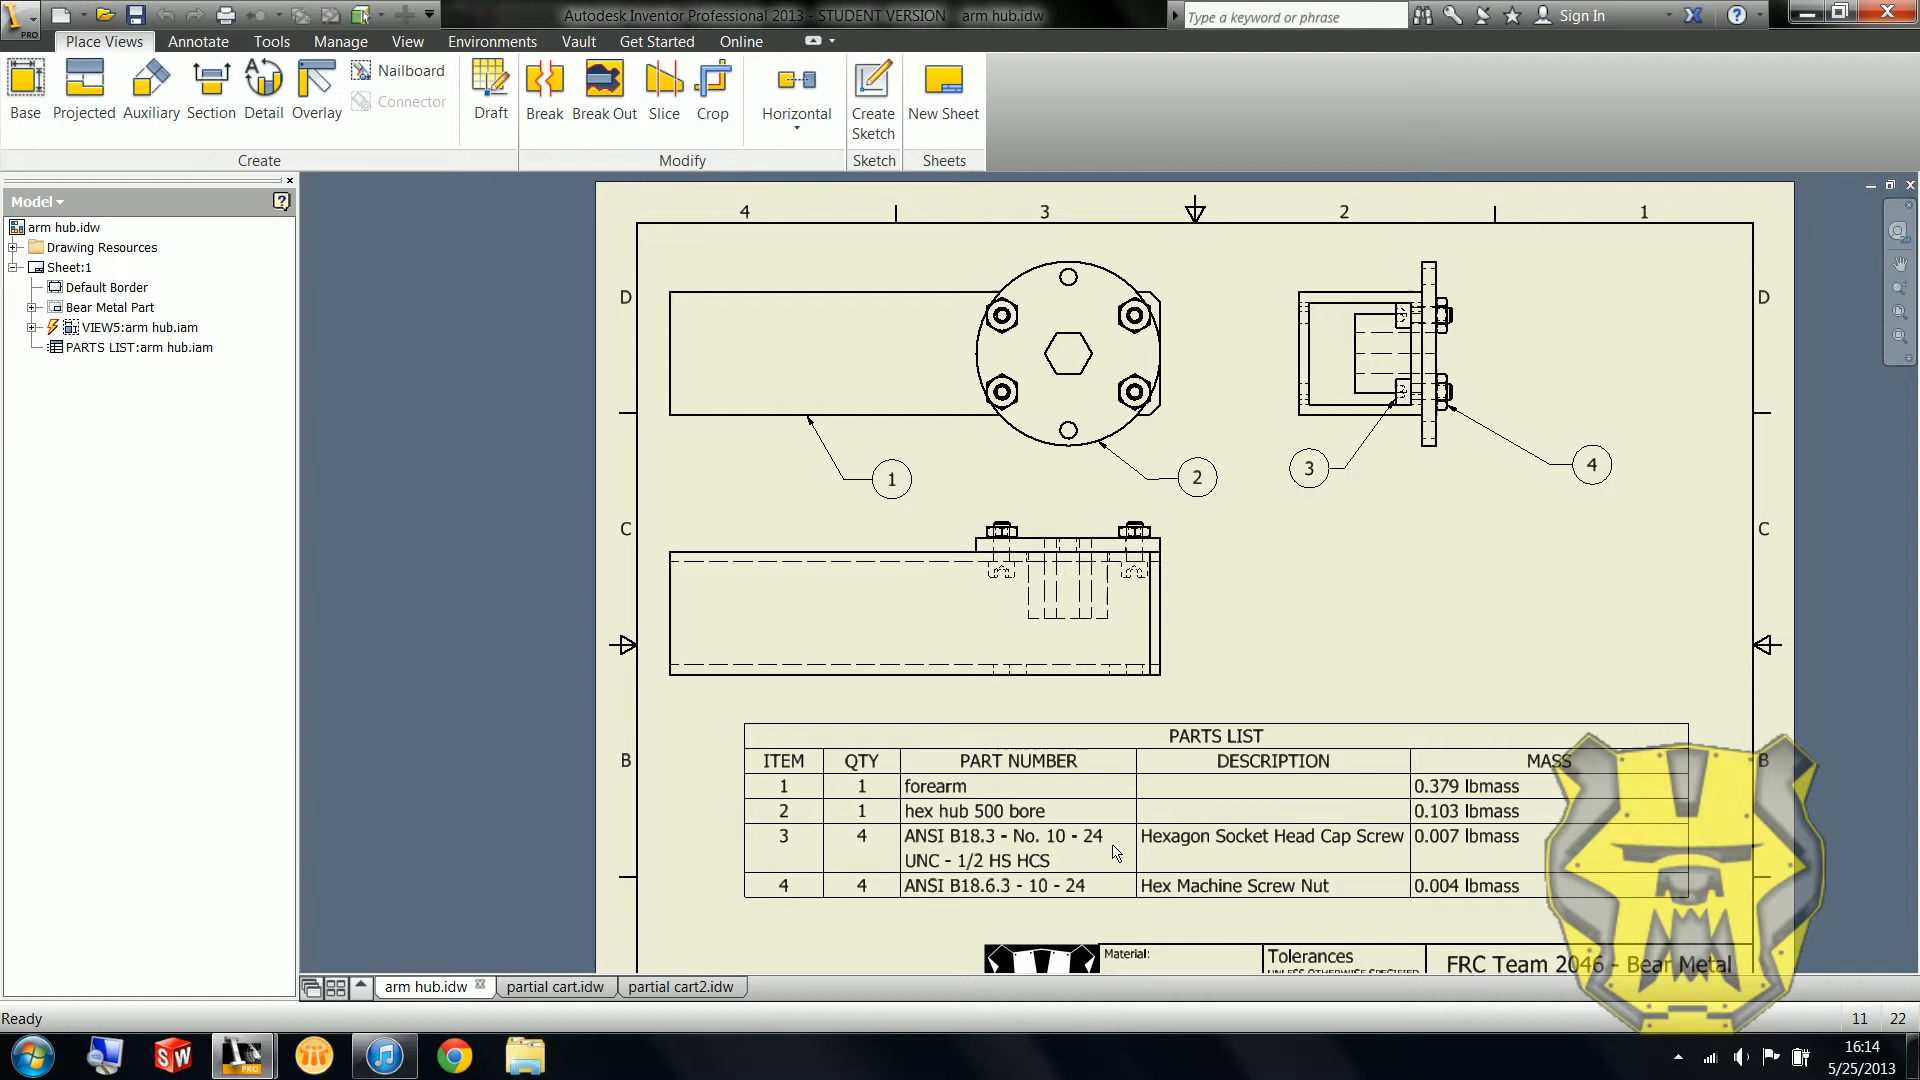 Autodesk Inventor Professional 2013 - STUDENT VERSION arm hub.idw
Type a keyword or phrase
Sign In
PRO
Place Views Annotate Tools Manage View Environments Vault Get Started Online
Base Projected Auxiliary Section Detail Overlay
Nailboard
Connector
Draft Break Break Out Slice Crop Horizontal
Create Sketch
New Sheet
Create Modify Sketch Sheets
Model
arm hub.idw
Drawing Resources
Sheet:1
Default Border
Bear Metal Part
VIEW5:arm hub.iam
PARTS LIST:arm hub.iam
4 3 2 1
D D
1 2 3 4
C C
B B
PARTS LIST
ITEM QTY PART NUMBER DESCRIPTION MASS
1 1 forearm 0.379 lbmass
2 1 hex hub 500 bore 0.103 lbmass
3 4 ANSI B18.3 - No. 10 - 24 Hexagon Socket Head Cap Screw 0.007 lbmass
UNC - 1/2 HS HCS
4 4 ANSI B18.6.3 - 10 - 24 Hex Machine Screw Nut 0.004 lbmass
Material:
Tolerances
UNLESS OTHERWISE SPECIFIED
FRC Team 2046 - Bear Metal
arm hub.idw partial cart.idw partial cart2.idw
Ready
11 22
SW
PRO
16:14
5/25/2013